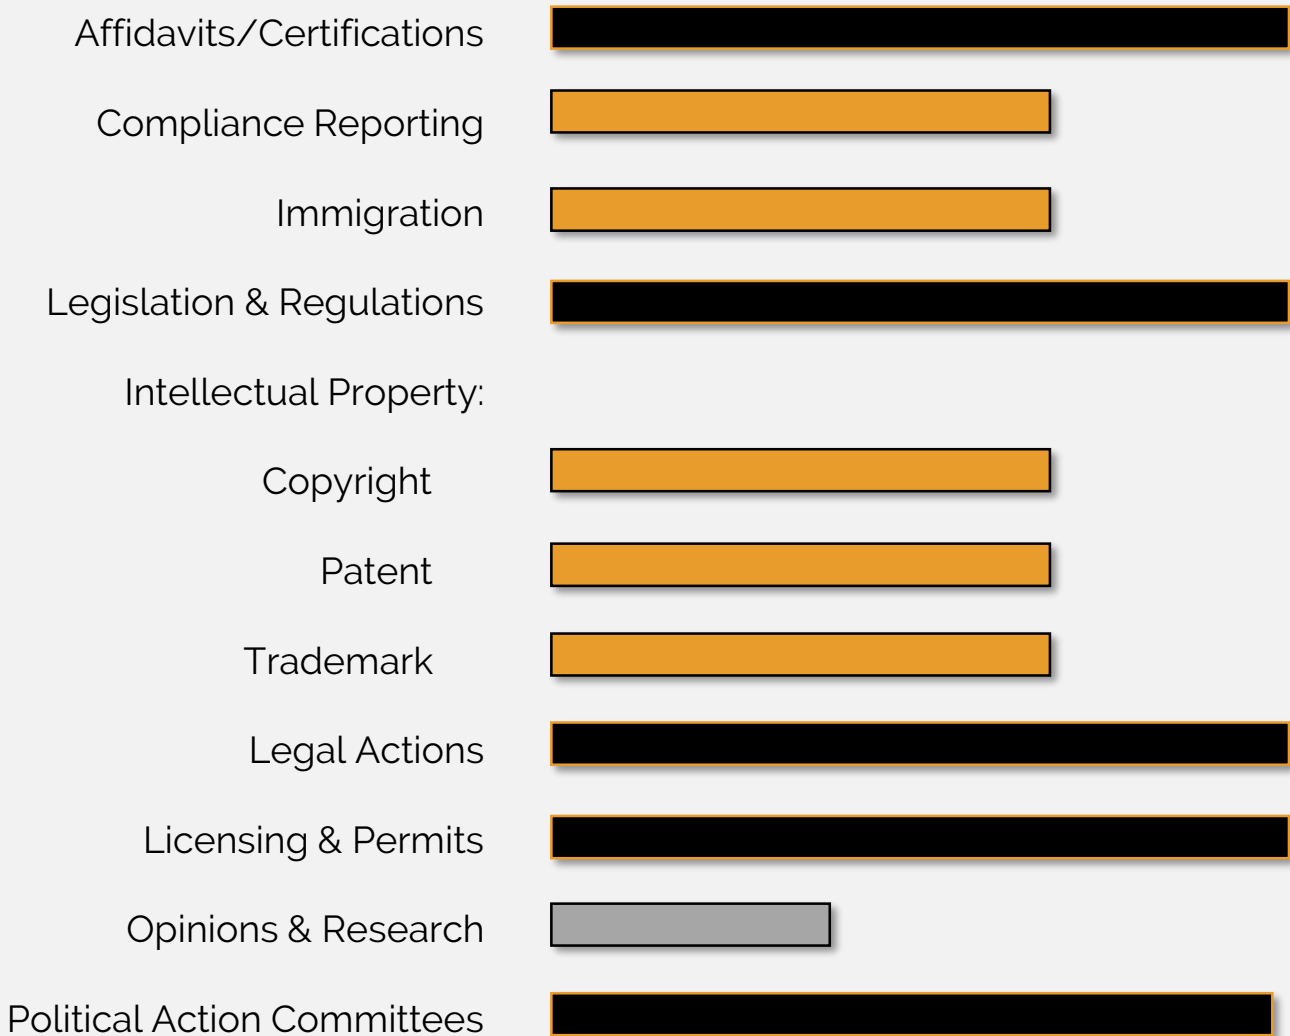 Affidavits/Certifications
Compliance Reporting
Immigration
Legislation & Regulations
Intellectual Property:
Copyright
Patent
Trademark
Legal Actions
Licensing & Permits
Opinions & Research
Political Action Committees